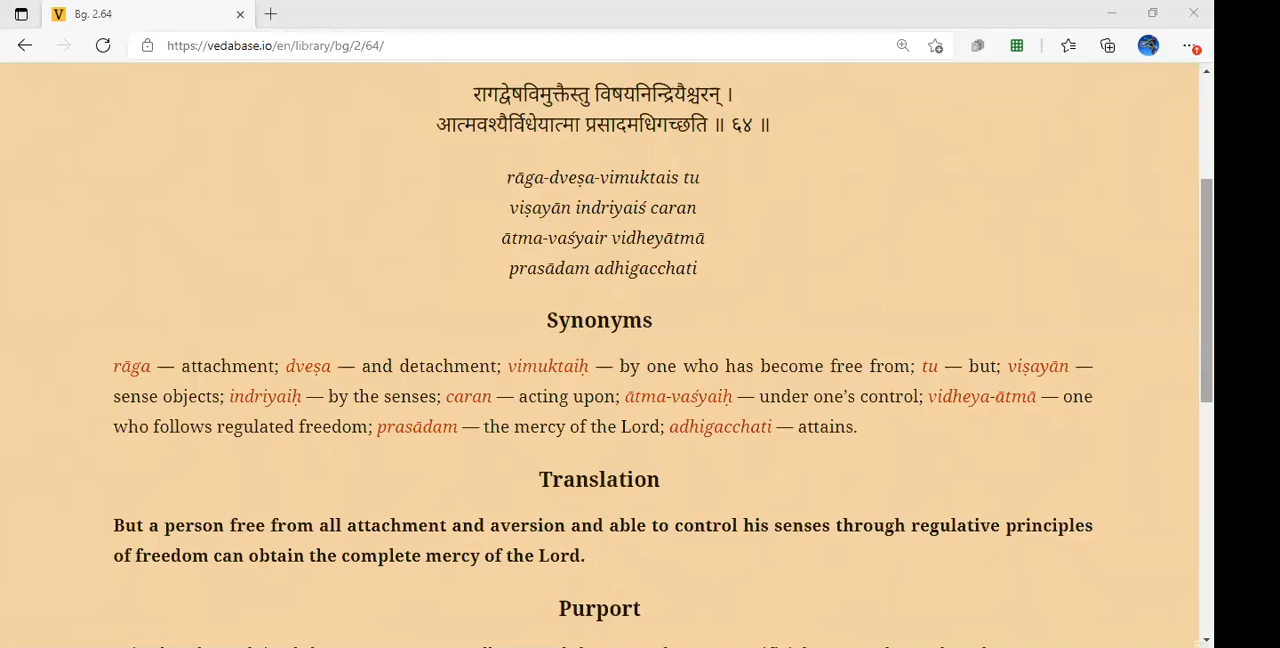 Bg. 2.64
https://vedabase.io/en/library/bg/2/64/
रागद्वेषविमुक्तैस्तु विषयनिन्द्रियैश्चरन् ।
आत्मवश्यैर्विधेयात्मा प्रसादमधिगच्छति ॥ ६४ ॥
rāga-dveṣa-vimuktais tu
viṣayān indriyaiś caran
ātma-vaśyair vidheyātmā
prasādam adhigacchati
Synonyms
rāga — attachment; dveṣa — and detachment; vimuktaiḥ — by one who has become free from; tu — but; viṣayān —
sense objects; indriyaiḥ — by the senses; caran — acting upon; ātma-vaśyaiḥ — under one’s control; vidheya-ātmā — one
who follows regulated freedom; prasādam — the mercy of the Lord; adhigacchati — attains.
Translation
But a person free from all attachment and aversion and able to control his senses through regulative principles
of freedom can obtain the complete mercy of the Lord.
Purport